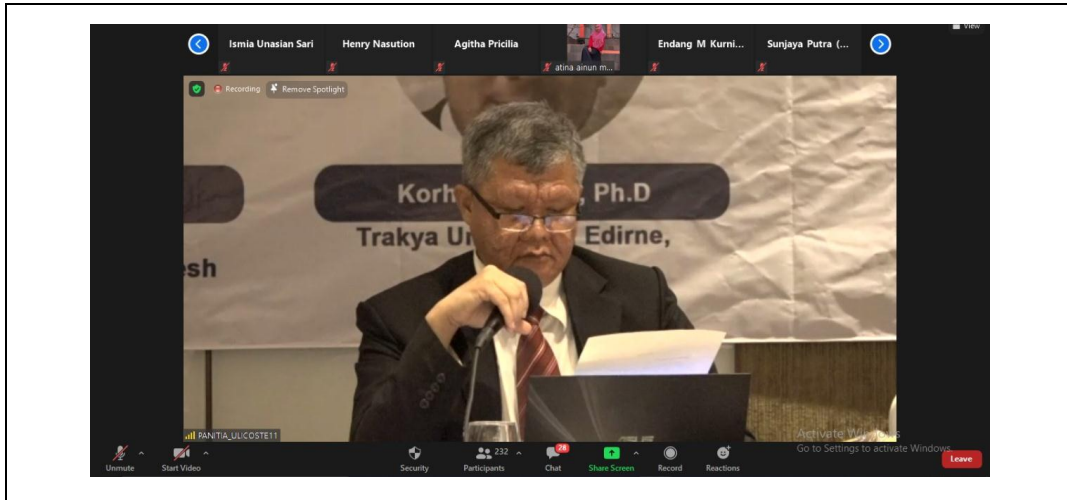 View
Ismia Unasian Sari
Henry Nasution
Agitha Pricilia
atina ainun m...
Endang M Kurni...
Sunjaya Putra (...
Recording
Remove Spotlight
Ph.D
Trakya
Edirne,
esh
PANITIA_ULICOSTE11
Activate Windows
Go to Settings to activate Windows.
Unmute
Start Video
Security
232
Participants
28
Chat
Share Screen
Record
Reactions
Leave